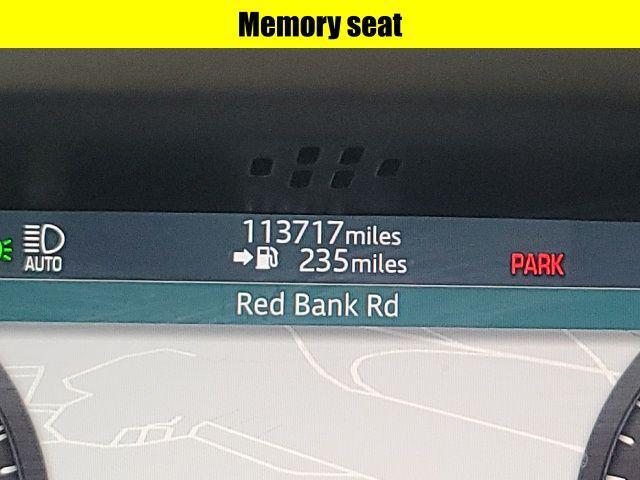 Memory seat
113717miles
235miles
AUTO
PARK
Red Bank Rd